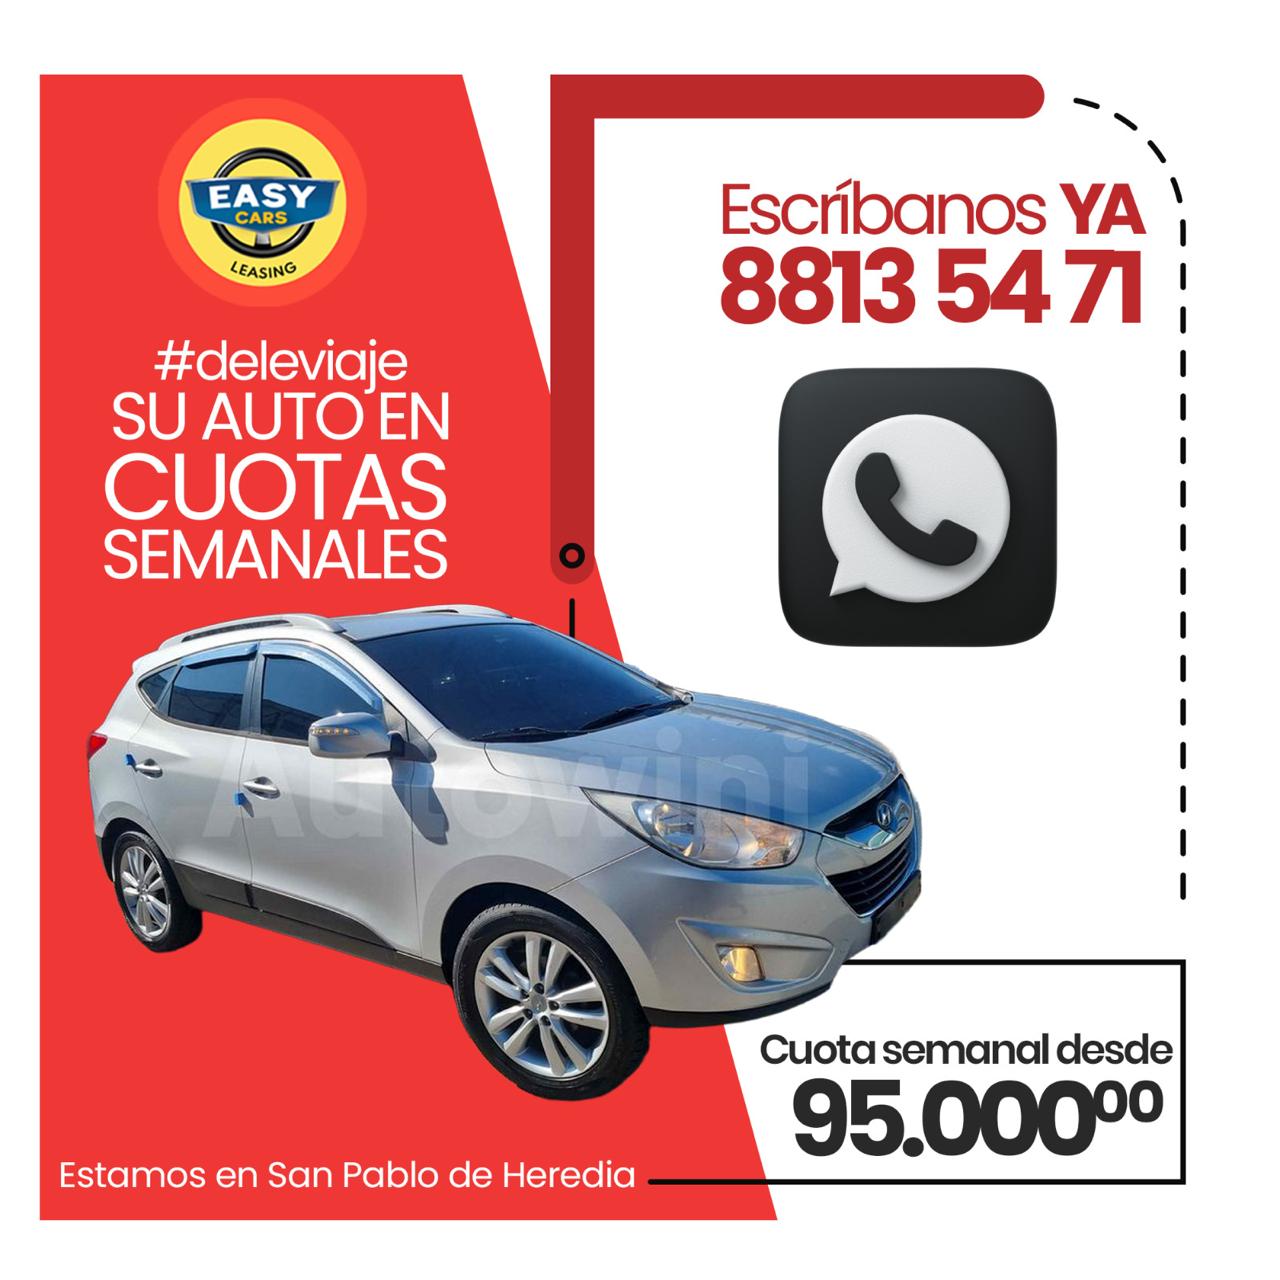 EASY
CARS
LEASING
#deleviaje
SU AUTO EN
CUOTAS
SEMANALES
Escríbanos YA
8813 54 71
Autowini
Cuota semanal desde
95.000⁰⁰
Estamos en San Pablo de Heredia